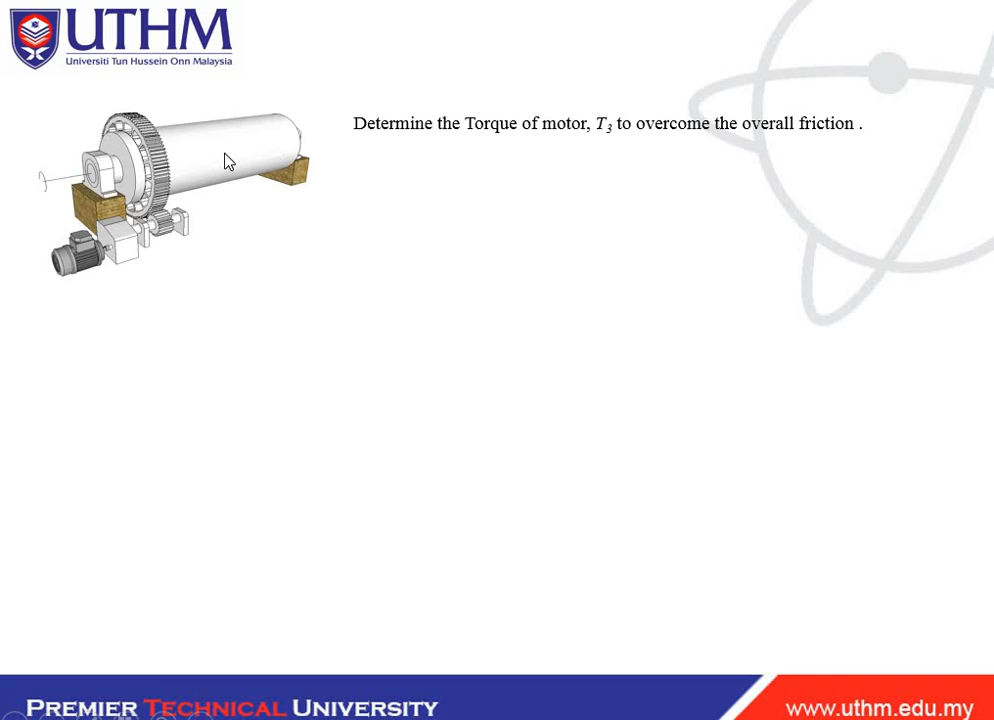 UTHM
Universiti Tun Hussein Onn Malaysia
Determine the Torque of motor, T3 to overcome the overall friction .
PREMIER TECHNICAL UNIVERSITY
www.uthm.edu.my